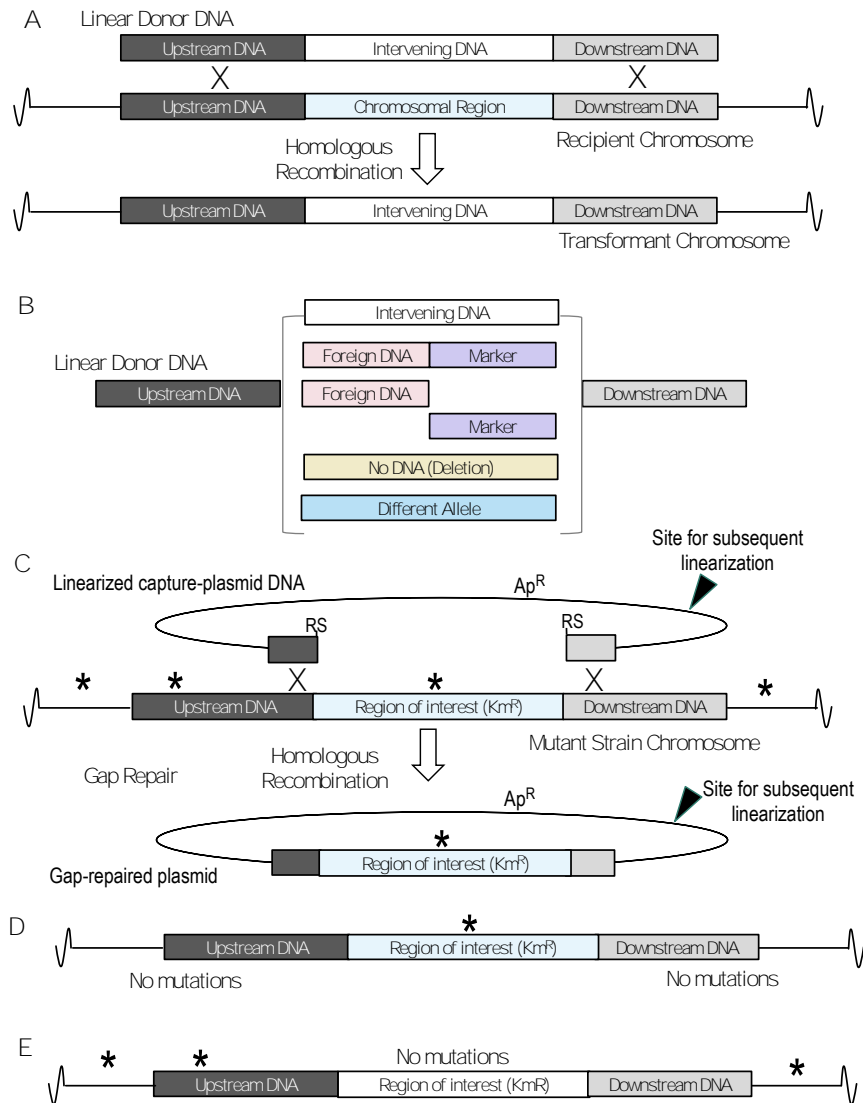 A
Linear Donor DNA
Upstream DNA Intervening DNA Downstream DNA
X X
Upstream DNA Chromosomal Region Downstream DNA
Homologous
Recombination
Recipient Chromosome
Upstream DNA Intervening DNA Downstream DNA
Transformant Chromosome
B
Intervening DNA
Foreign DNA Marker
Linear Donor DNA
Upstream DNA Foreign DNA Downstream DNA
Marker
No DNA (Deletion)
Different Allele
C
Site for subsequent
linearization
Linearized capture-plasmid DNA
ApR
RS RS
X X
* * * *
Upstream DNA Region of interest (KmR) Downstream DNA
Homologous
Recombination
Mutant Strain Chromosome
Gap Repair
ApR
Site for subsequent
linearization
*
Gap-repaired plasmid
Region of interest (KmR)
D
*
Upstream DNA Region of interest (KmR) Downstream DNA
No mutations No mutations
E
* * No mutations *
Upstream DNA Region of interest (KmR) Downstream DNA